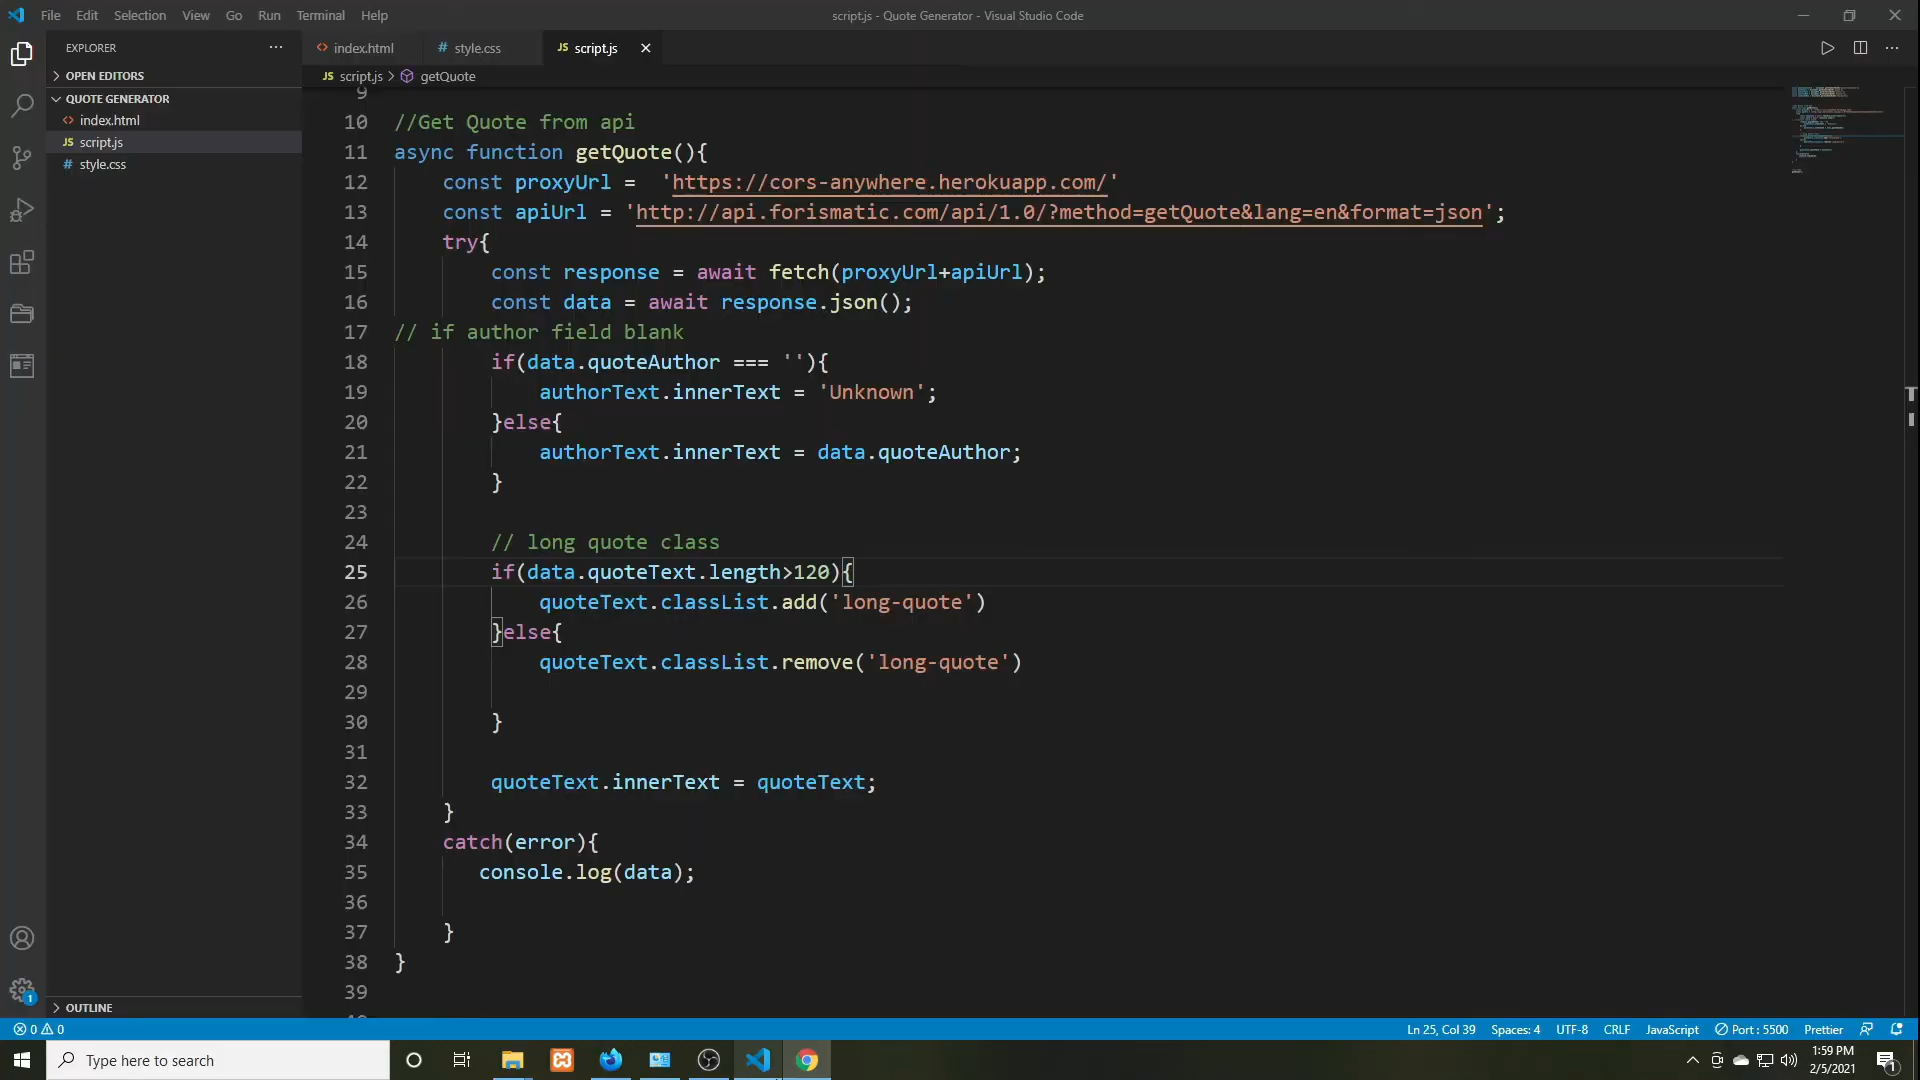 File Edit Selection View Go Run Terminal Help
script.js - Quote Generator - Visual Studio Code
EXPLORER
OPEN EDITORS
QUOTE GENERATOR
<> index.html
JS script.js
# style.css
OUTLINE
<> index.html
# style.css
JS script.js
JS script.js > getQuote
9
10 //Get Quote from api
11 async function getQuote(){
12 const proxyUrl =  'https://cors-anywhere.herokuapp.com/'
13 const apiUrl = 'http://api.forismatic.com/api/1.0/?method=getQuote&lang=en&format=json';
14 try{
15 const response = await fetch(proxyUrl+apiUrl);
16 const data = await response.json();
17 // if author field blank
18 if(data.quoteAuthor === ''){
19 authorText.innerText = 'Unknown';
20 }else{
21 authorText.innerText = data.quoteAuthor;
22 }
23
24 // long quote class
25 if(data.quoteText.length>120){
26 quoteText.classList.add('long-quote')
27 }else{
28 quoteText.classList.remove('long-quote')
29
30 }
31
32 quoteText.innerText = quoteText;
33 }
34 catch(error){
35 console.log(data);
36
37 }
38 }
39
0 0
Ln 25, Col 39 Spaces: 4 UTF-8 CRLF JavaScript Port : 5500 Prettier
1
Type here to search
1:59 PM
2/5/2021
1